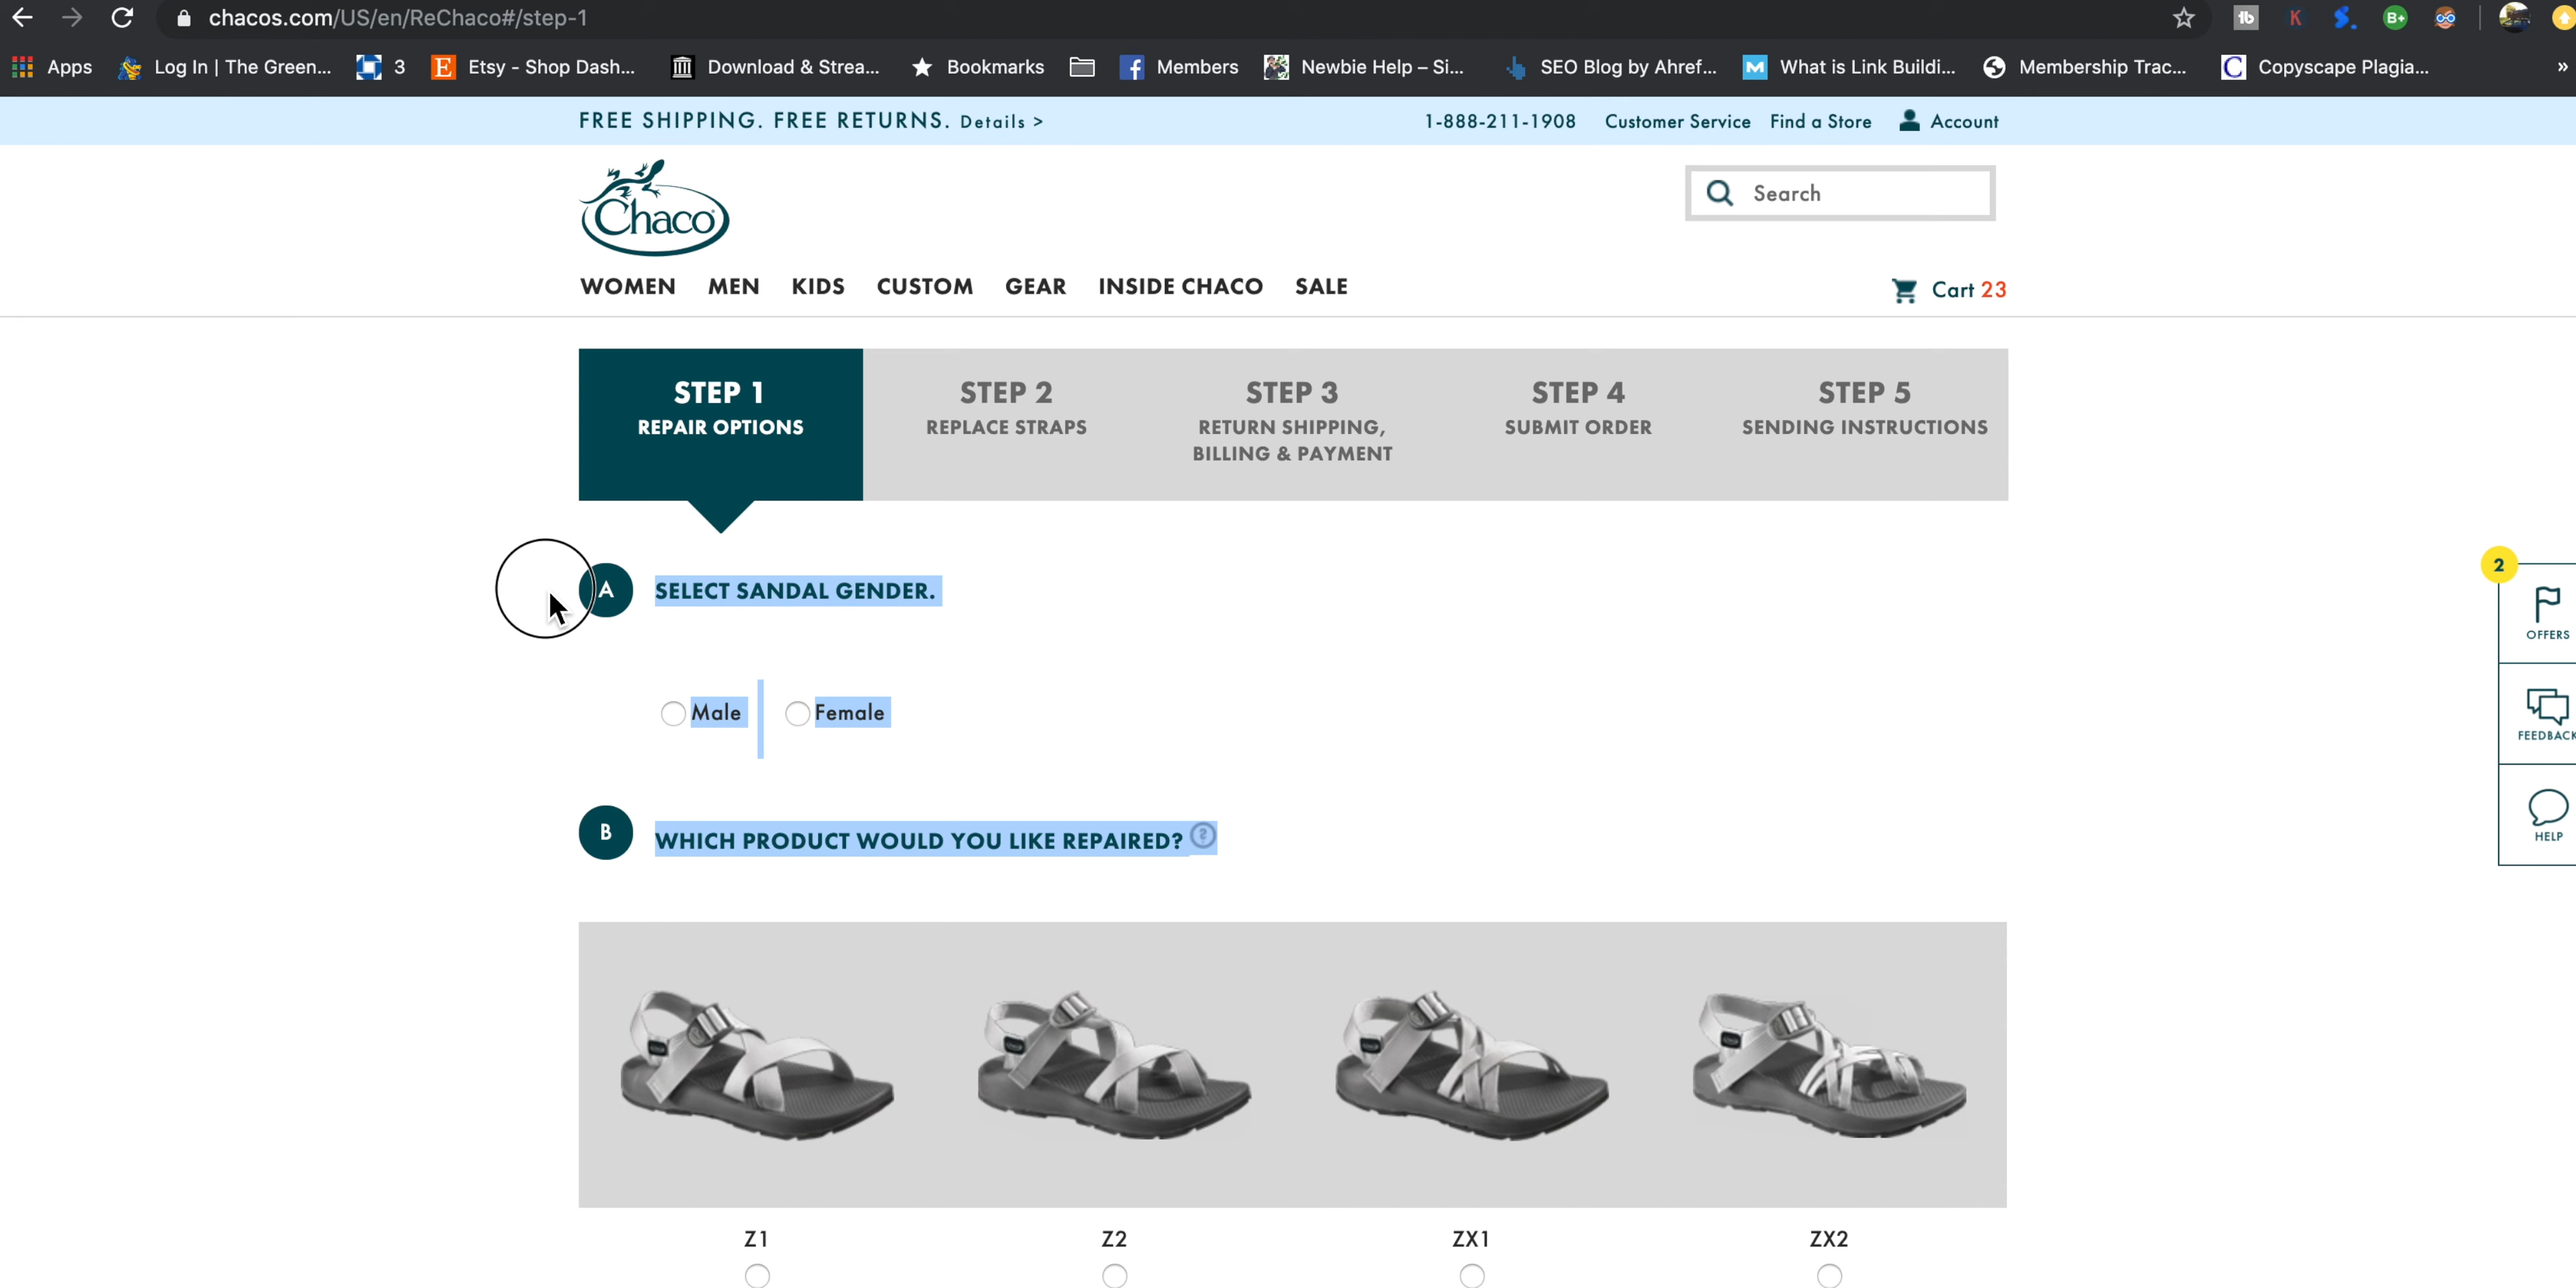 chacos.com/US/en/ReChaco#/step-1
Apps
Log In | The Green...
3
Etsy - Shop Dash...
Download & Strea...
Bookmarks
Members
Newbie Help – Si...
SEO Blog by Ahref...
What is Link Buildi...
Membership Trac...
Copyscape Plagia...
»
FREE SHIPPING. FREE RETURNS. Details >
1-888-211-1908
Customer Service
Find a Store
Account
Chaco
Search
WOMEN MEN KIDS CUSTOM GEAR INSIDE CHACO SALE
Cart 23
STEP 1
REPAIR OPTIONS
STEP 2
REPLACE STRAPS
STEP 3
RETURN SHIPPING,
BILLING & PAYMENT
STEP 4
SUBMIT ORDER
STEP 5
SENDING INSTRUCTIONS
A
SELECT SANDAL GENDER.
Male
Female
B
WHICH PRODUCT WOULD YOU LIKE REPAIRED? ?
2
OFFERS
FEEDBACK
HELP
Z1
Z2
ZX1
ZX2